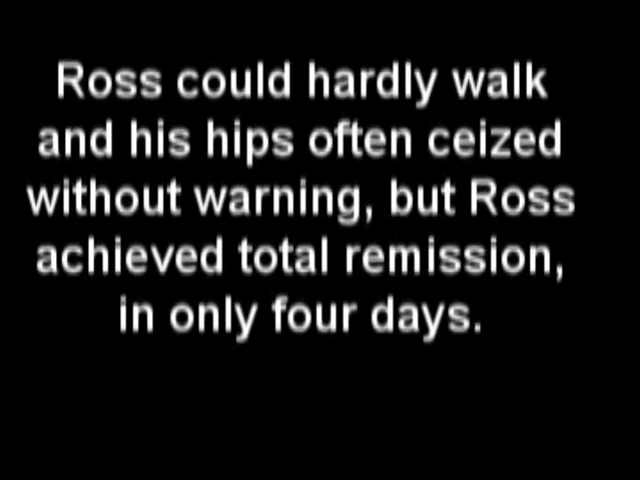 Ross could hardly walk
and his hips often ceized
without warning, but Ross
achieved total remission,
in only four days.